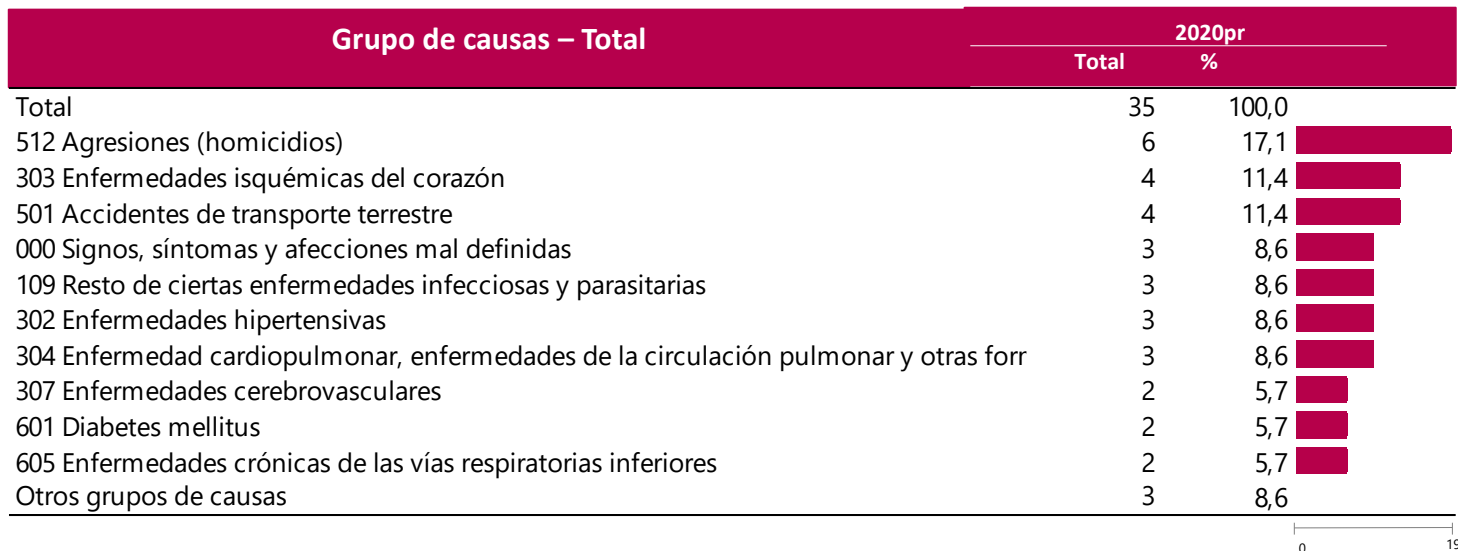 Grupo de causas – Total 2020pr
Total %
Total 35 100,0
512 Agresiones (homicidios) 6 17,1
303 Enfermedades isquémicas del corazón 4 11,4
501 Accidentes de transporte terrestre 4 11,4
000 Signos, síntomas y afecciones mal definidas 3 8,6
109 Resto de ciertas enfermedades infecciosas y parasitarias 3 8,6
302 Enfermedades hipertensivas 3 8,6
304 Enfermedad cardiopulmonar, enfermedades de la circulación pulmonar y otras forr 3 8,6
307 Enfermedades cerebrovasculares 2 5,7
601 Diabetes mellitus 2 5,7
605 Enfermedades crónicas de las vías respiratorias inferiores 2 5,7
Otros grupos de causas 3 8,6
0 19